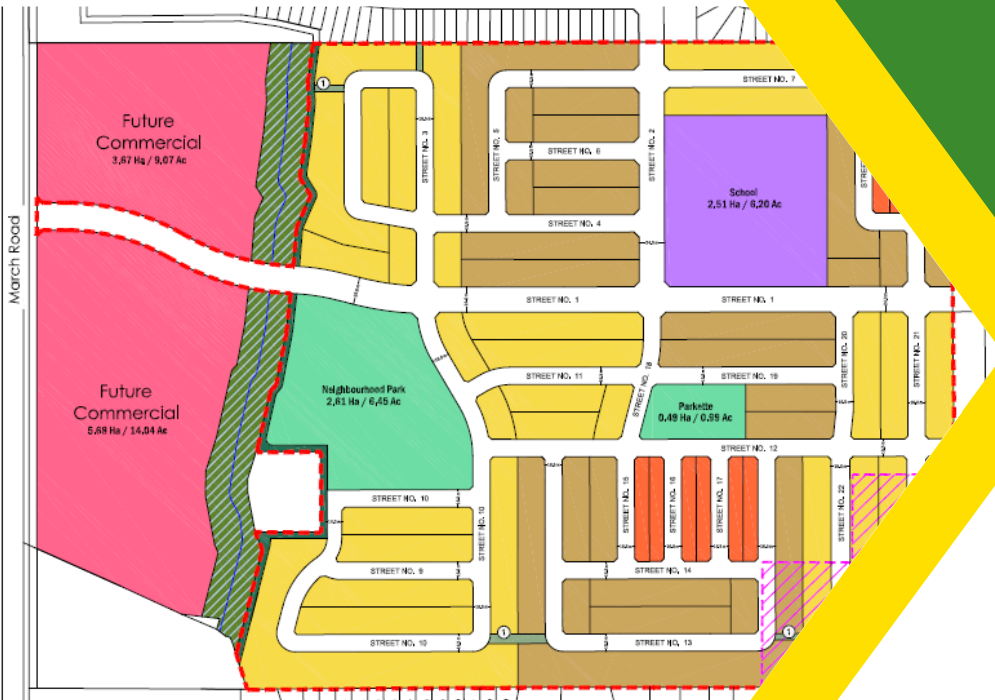 STREET NO. 7
1
Future
Commercial
3.67 Ha / 9.07 Ac
STREET NO. 3
STREET NO. 5
STREET NO. 6
STREET NO. 2
School
2.51 Ha / 6.20 Ac
STREET NO. 4
March Road
STREET NO. 1
STREET NO. 1
Future
Commercial
5.69 Ha / 14.04 Ac
Neighbourhood Park
2.61 Ha / 6.45 Ac
STREET NO. 11
STREET NO. 18
STREET NO. 19
STREET NO. 20
STREET NO. 21
Parkette
0.49 Ha / 0.99 Ac
STREET NO. 12
STREET NO. 10
STREET NO. 10
STREET NO. 15
STREET NO. 16
STREET NO. 17
STREET NO. 22
STREET NO. 9
STREET NO. 14
STREET NO. 10
STREET NO. 13
1
1